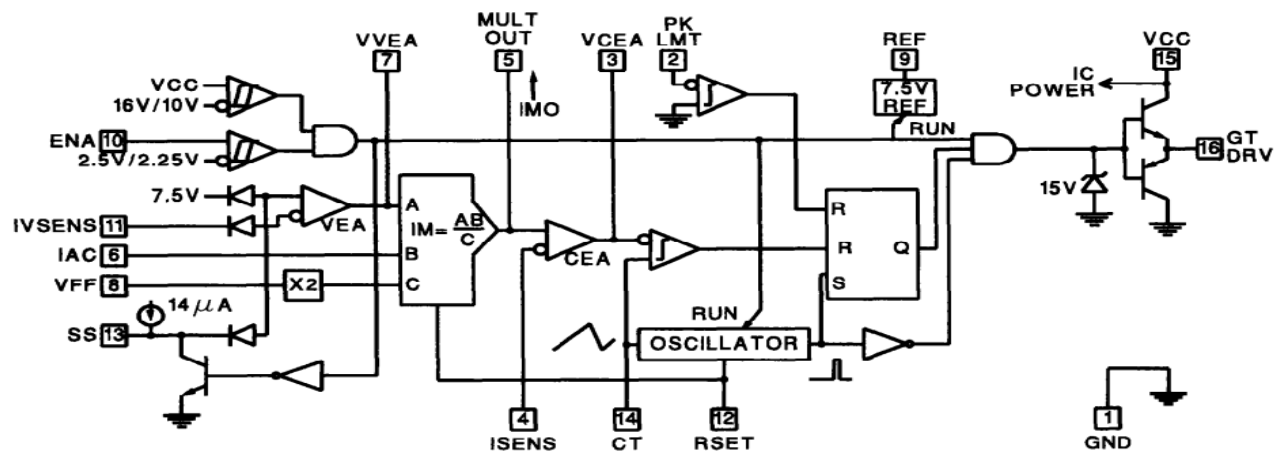 VVEA
7
MULT
OUT
5
IMO
VCEA
3
PK
LMT
2
REF
9
7.5V
REF
RUN
VCC
15
IC
POWER
VCC
16V/10V
ENA 10
2.5V/2.25V
7.5V
IVSENS 11
IAC 6
VFF 8
X2
14 μA
SS 13
VEA
A
B
C
IM= AB
C
CEA
R
R
S
Q
RUN
OSCILLATOR
15V
16 GT
DRV
4
ISENS
14
CT
12
RSET
1
GND